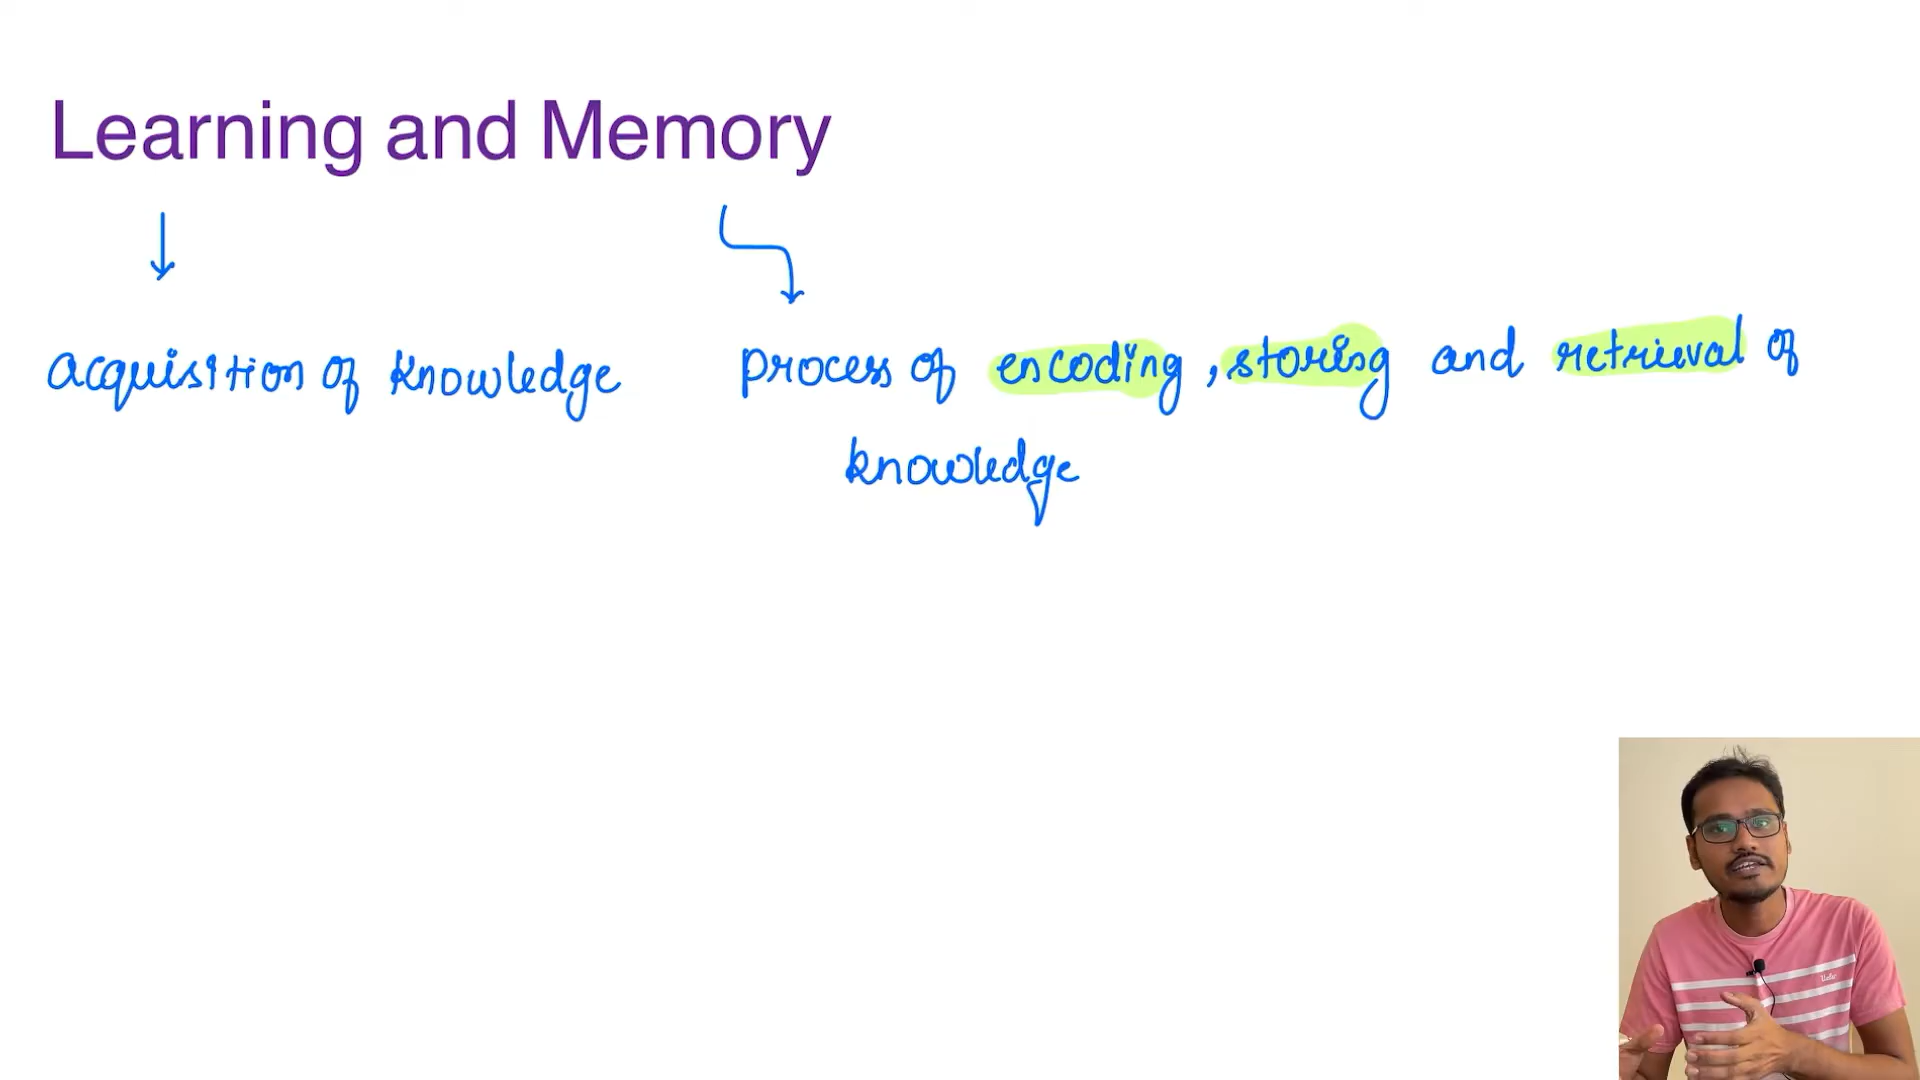 Learning and Memory
acquisition of knowledge
process of encoding, storing and retrieval of
knowledge